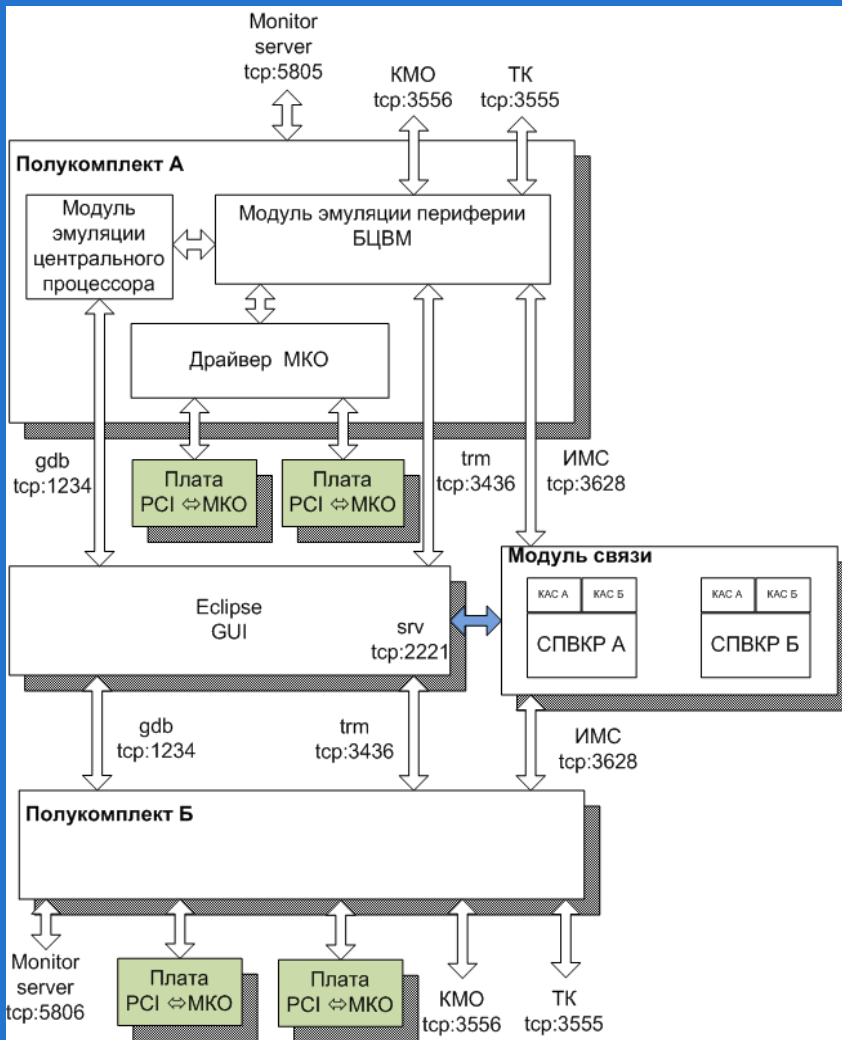 Monitor
server
tcp:5805
КМО
tcp:3556
ТК
tcp:3555
Полукомплект А
Модуль
эмуляции
центрального
процессора
Модуль эмуляции периферии
БЦВМ
Драйвер МКО
gdb
tcp:1234
Плата
PCI ⇔МКО
Плата
PCI ⇔МКО
trm
tcp:3436
ИМС
tcp:3628
Модуль связи
КАС А
КАС Б
СПВКР А
КАС А
КАС Б
СПВКР Б
Eclipse
GUI
srv
tcp:2221
gdb
tcp:1234
trm
tcp:3436
ИМС
tcp:3628
Полукомплект Б
Monitor
server
tcp:5806
Плата
PCI ⇔МКО
Плата
PCI ⇔МКО
КМО
tcp:3556
ТК
tcp:3555